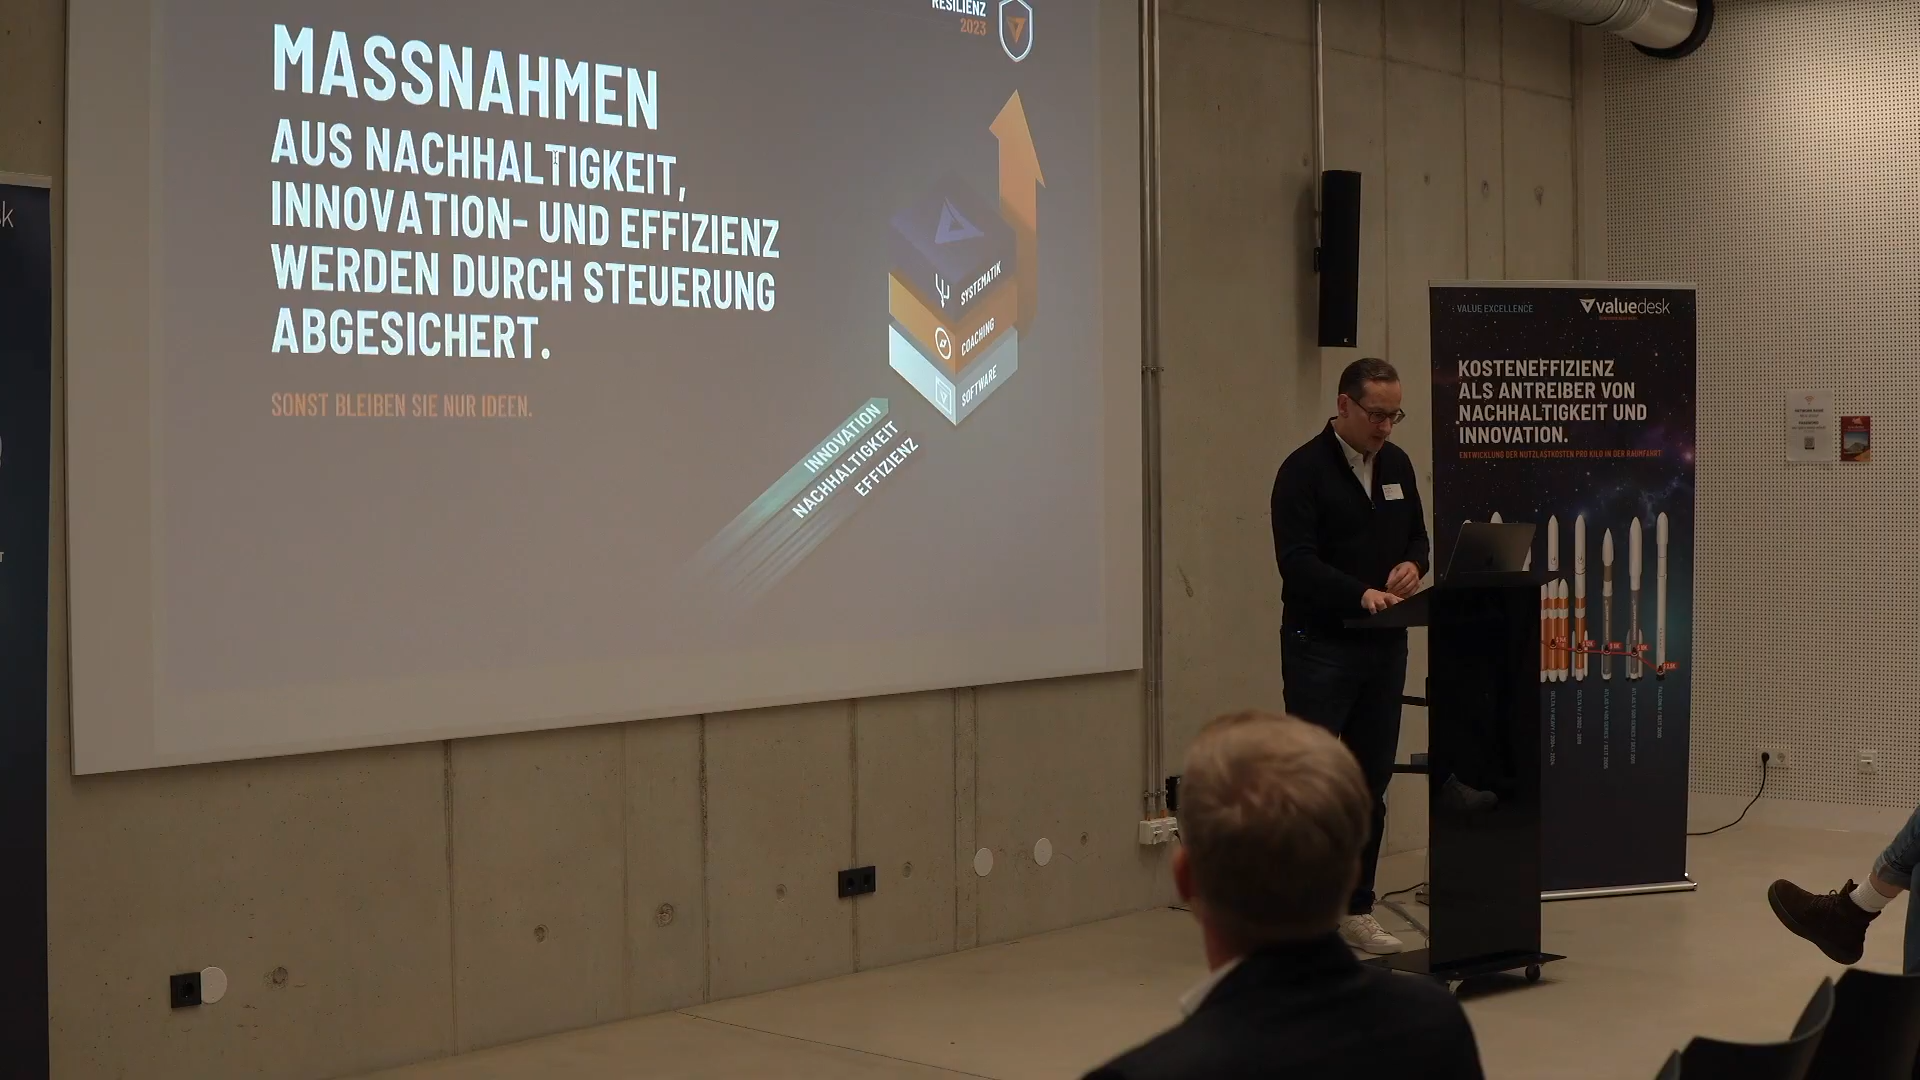 RESILIENZ
2023
MASSNAHMEN
AUS NACHHALTIGKEIT,
INNOVATION- UND EFFIZIENZ
WERDEN DURCH STEUERUNG
ABGESICHERT.
SONST BLEIBEN SIE NUR IDEEN.
SYSTEMATIK
COACHING
SOFTWARE
INNOVATION
NACHHALTIGKEIT
EFFIZIENZ
sk
VALUE EXCELLENCE
valuedesk
KOSTENEFFIZIENZ
ALS ANTREIBER VON
NACHHALTIGKEIT UND
INNOVATION.
ENTWICKLUNG DER NUTZLASTKOSTEN PRO KILO IN DER RAUMFAHRT